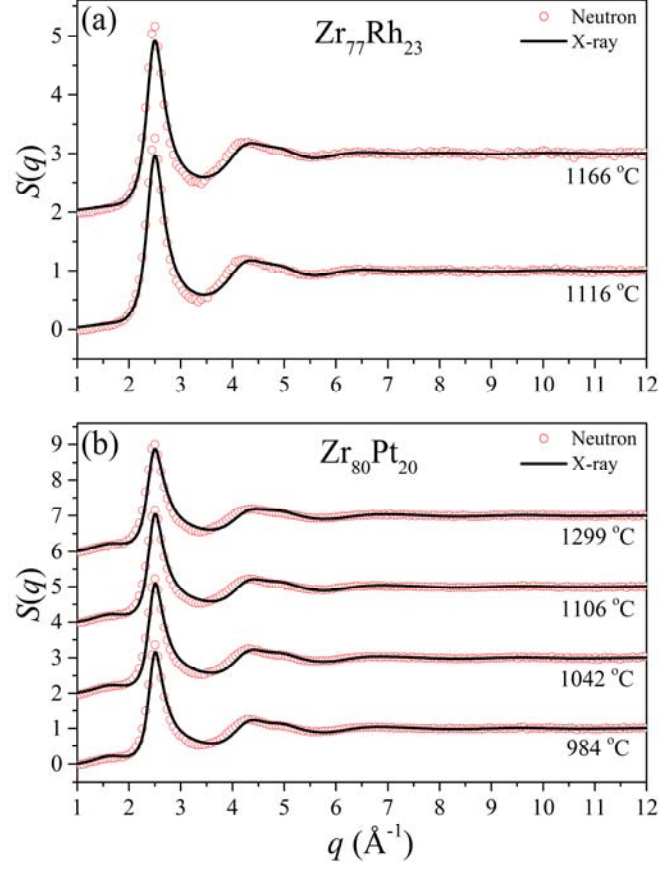 (a)
Zr₇₇Rh₂₃
Neutron
X-ray
S(q)
5
4
3
2
1
0
1166 °C
1116 °C
1 2 3 4 5 6 7 8 9 10 11 12
(b)
Zr₈₀Pt₂₀
Neutron
X-ray
S(q)
9
8
7
6
5
4
3
2
1
0
1299 °C
1106 °C
1042 °C
984 °C
1 2 3 4 5 6 7 8 9 10 11 12
q (Å⁻¹)